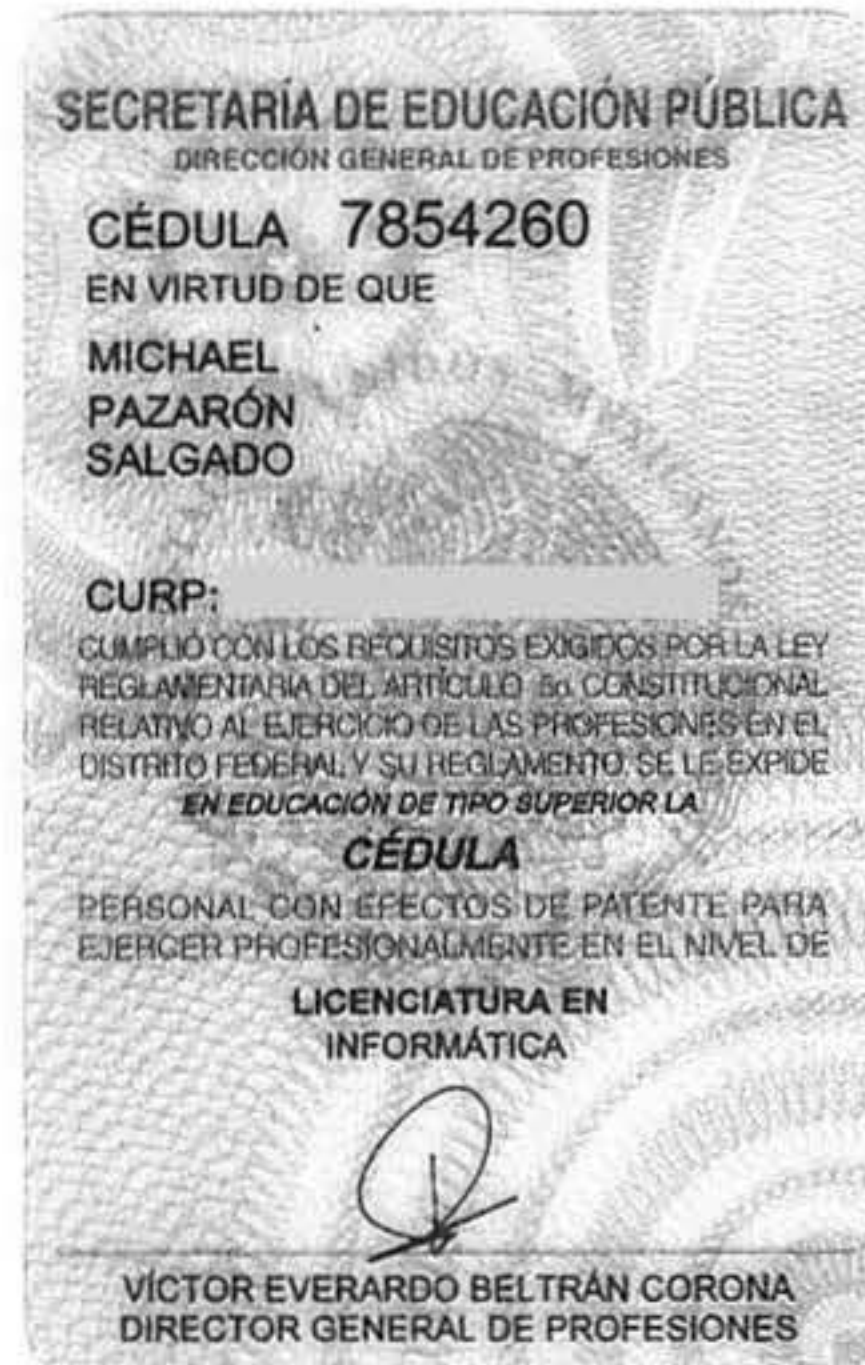 SECRETARÍA DE EDUCACIÓN PÚBLICA
DIRECCIÓN GENERAL DE PROFESIONES
CÉDULA 7854260
EN VIRTUD DE QUE
MICHAEL
PAZARÓN
SALGADO
CURP:
CUMPLIÓ CON LOS REQUISITOS EXIGIDOS POR LA LEY
REGLAMENTARIA DEL ARTÍCULO 5o. CONSTITUCIONAL
RELATIVO AL EJERCICIO DE LAS PROFESIONES EN EL
DISTRITO FEDERAL Y SU REGLAMENTO SE LE EXPIDE
EN EDUCACIÓN DE TIPO SUPERIOR LA
CÉDULA
PERSONAL CON EFECTOS DE PATENTE PARA
EJERCER PROFESIONALMENTE EN EL NIVEL DE
LICENCIATURA EN
INFORMÁTICA
VÍCTOR EVERARDO BELTRÁN CORONA
DIRECTOR GENERAL DE PROFESIONES